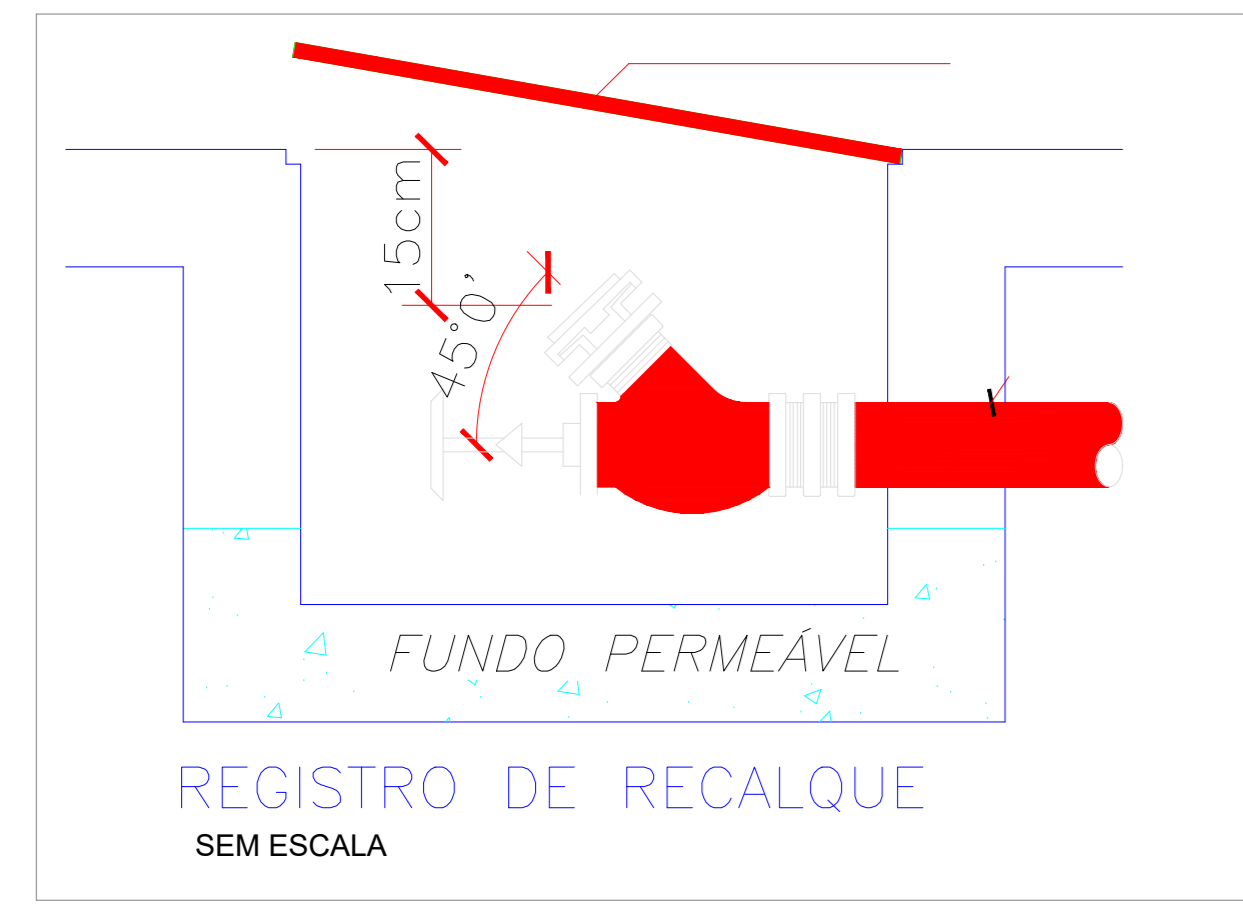 15cm
45°0'
FUNDO PERMEÁVEL
REGISTRO DE RECALQUE
SEM ESCALA